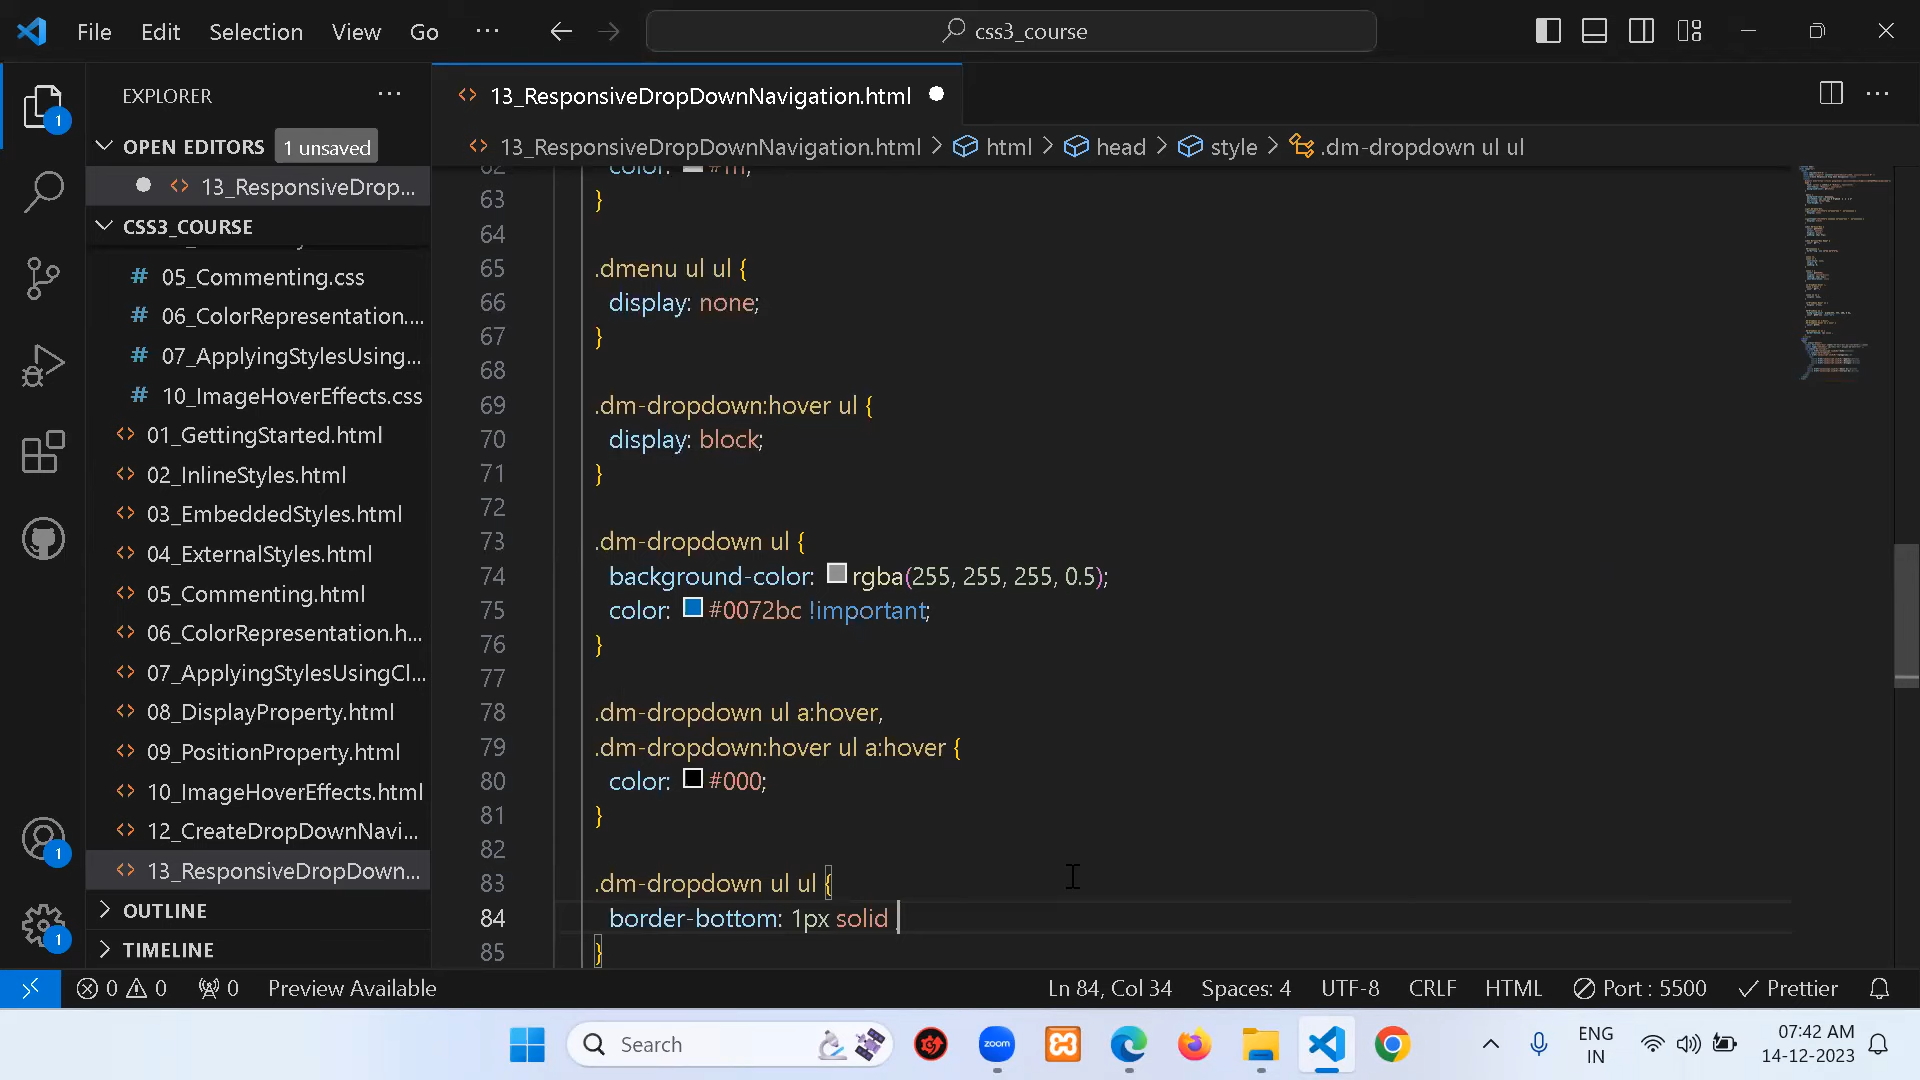 File Edit Selection View Go ··· css3_course
EXPLORER ···
OPEN EDITORS 1 unsaved
13_ResponsiveDrop...
CSS3_COURSE
05_Commenting.css
06_ColorRepresentation....
07_ApplyingStylesUsing...
10_ImageHoverEffects.css
01_GettingStarted.html
02_InlineStyles.html
03_EmbeddedStyles.html
04_ExternalStyles.html
05_Commenting.html
06_ColorRepresentation.h...
07_ApplyingStylesUsingCl...
08_DisplayProperty.html
09_PositionProperty.html
10_ImageHoverEffects.html
12_CreateDropDownNavi...
13_ResponsiveDropDown...
OUTLINE
TIMELINE
13_ResponsiveDropDownNavigation.html
13_ResponsiveDropDownNavigation.html > html > head > style > .dm-dropdown ul ul
62 color: #fff;
63 }
64
65 .dmenu ul ul {
66 display: none;
67 }
68
69 .dm-dropdown:hover ul {
70 display: block;
71 }
72
73 .dm-dropdown ul {
74 background-color: rgba(255, 255, 255, 0.5);
75 color: #0072bc !important;
76 }
77
78 .dm-dropdown ul a:hover,
79 .dm-dropdown:hover ul a:hover {
80 color: #000;
81 }
82
83 .dm-dropdown ul ul {
84 border-bottom: 1px solid ;
85 }
0 0 0 Preview Available Ln 84, Col 34 Spaces: 4 UTF-8 CRLF HTML Port : 5500 Prettier
1
1
1
Search
zoom
ENG
IN
07:42 AM
14-12-2023